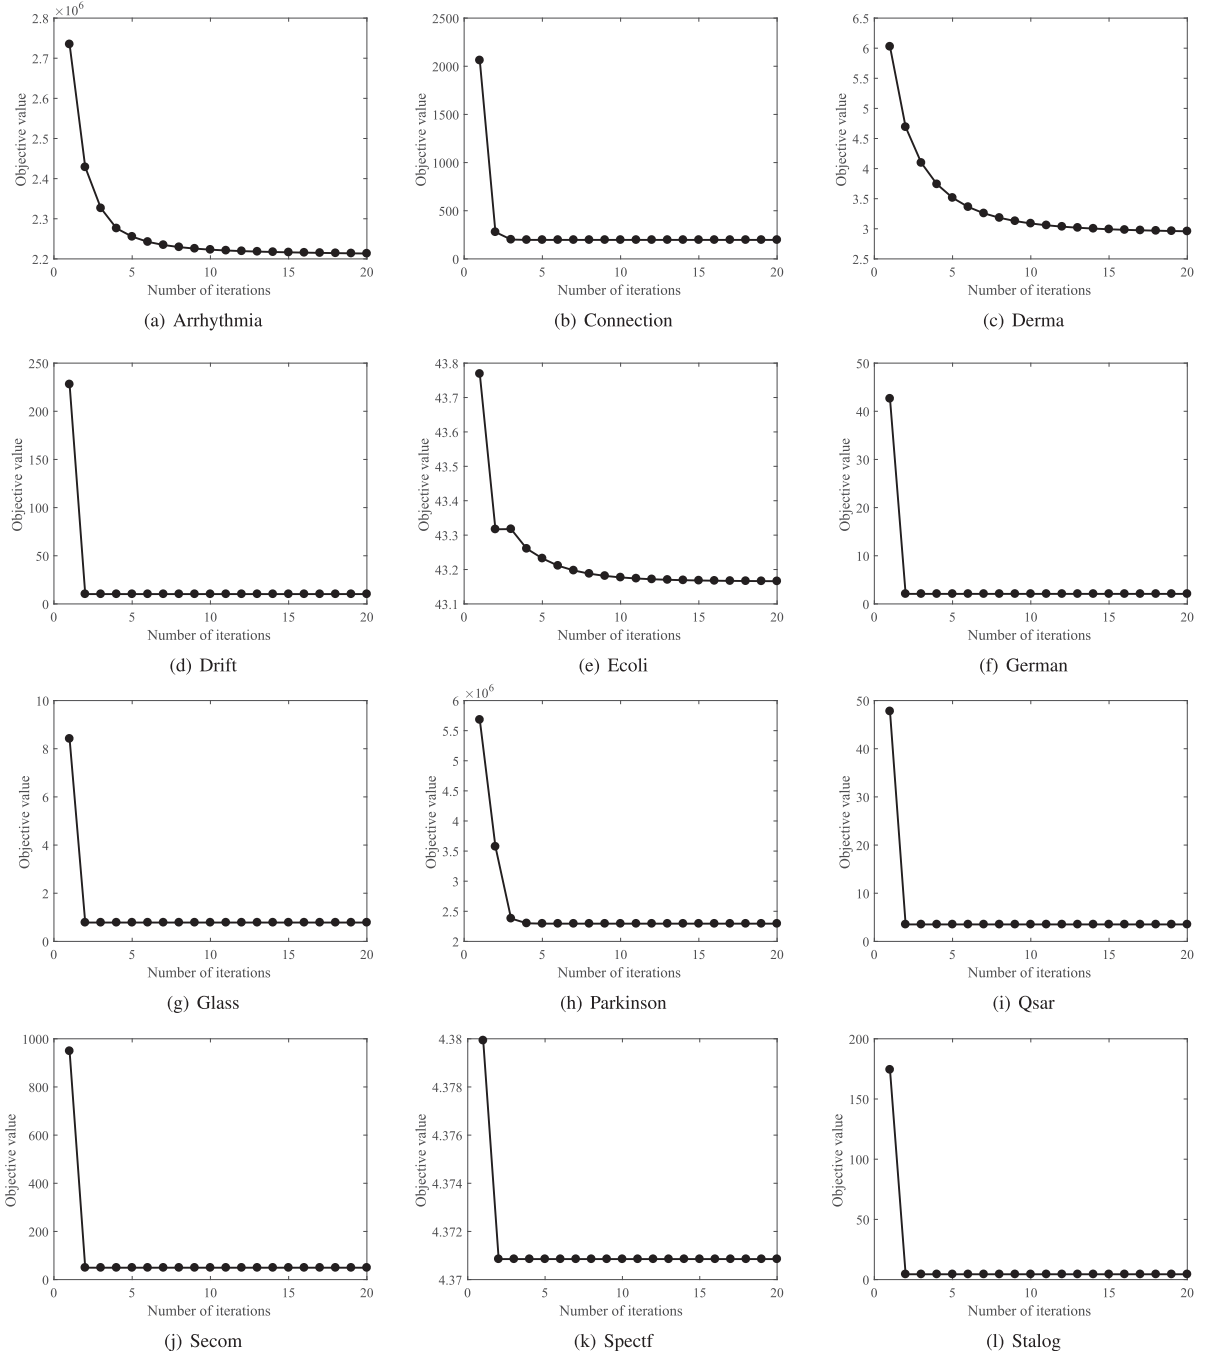 ×10⁶
2.8
2.7
2.6
2.5
2.4
2.3
2.2
0 5 10 15 20
Objective value
Number of iterations
(a) Arrhythmia
2500
2000
1500
1000
500
0
0 5 10 15 20
Objective value
Number of iterations
(b) Connection
6.5
6
5.5
5
4.5
4
3.5
3
2.5
0 5 10 15 20
Objective value
Number of iterations
(c) Derma
250
200
150
100
50
0
0 5 10 15 20
Objective value
Number of iterations
(d) Drift
43.8
43.7
43.6
43.5
43.4
43.3
43.2
43.1
0 5 10 15 20
Objective value
Number of iterations
(e) Ecoli
50
40
30
20
10
0
0 5 10 15 20
Objective value
Number of iterations
(f) German
10
8
6
4
2
0
0 5 10 15 20
Objective value
Number of iterations
(g) Glass
×10⁶
6
5.5
5
4.5
4
3.5
3
2.5
2
0 5 10 15 20
Objective value
Number of iterations
(h) Parkinson
50
40
30
20
10
0
0 5 10 15 20
Objective value
Number of iterations
(i) Qsar
1000
800
600
400
200
0
0 5 10 15 20
Objective value
Number of iterations
(j) Secom
4.38
4.378
4.376
4.374
4.372
4.37
0 5 10 15 20
Objective value
Number of iterations
(k) Spectf
200
150
100
50
0
0 5 10 15 20
Objective value
Number of iterations
(l) Stalog